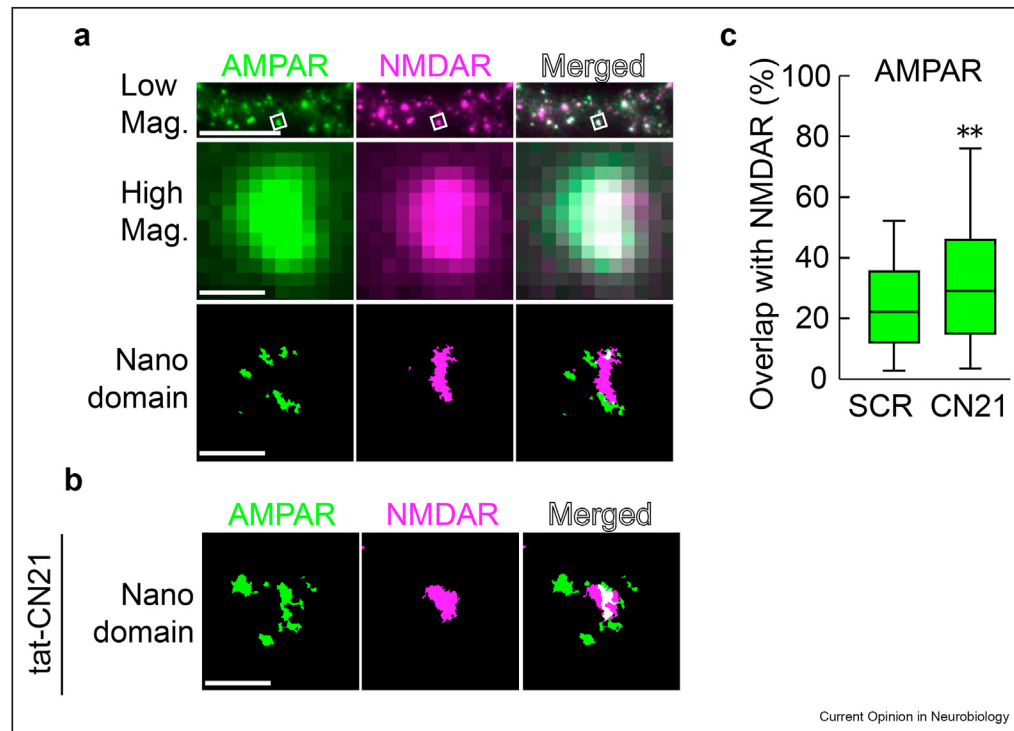 a
AMPAR NMDAR Merged
Low
Mag.
High
Mag.
Nano
domain
b
AMPAR NMDAR Merged
tat-CN21
Nano
domain
c
AMPAR
Overlap with NMDAR (%)
100
80
60
40
20
0
**
SCR CN21
Current Opinion in Neurobiology